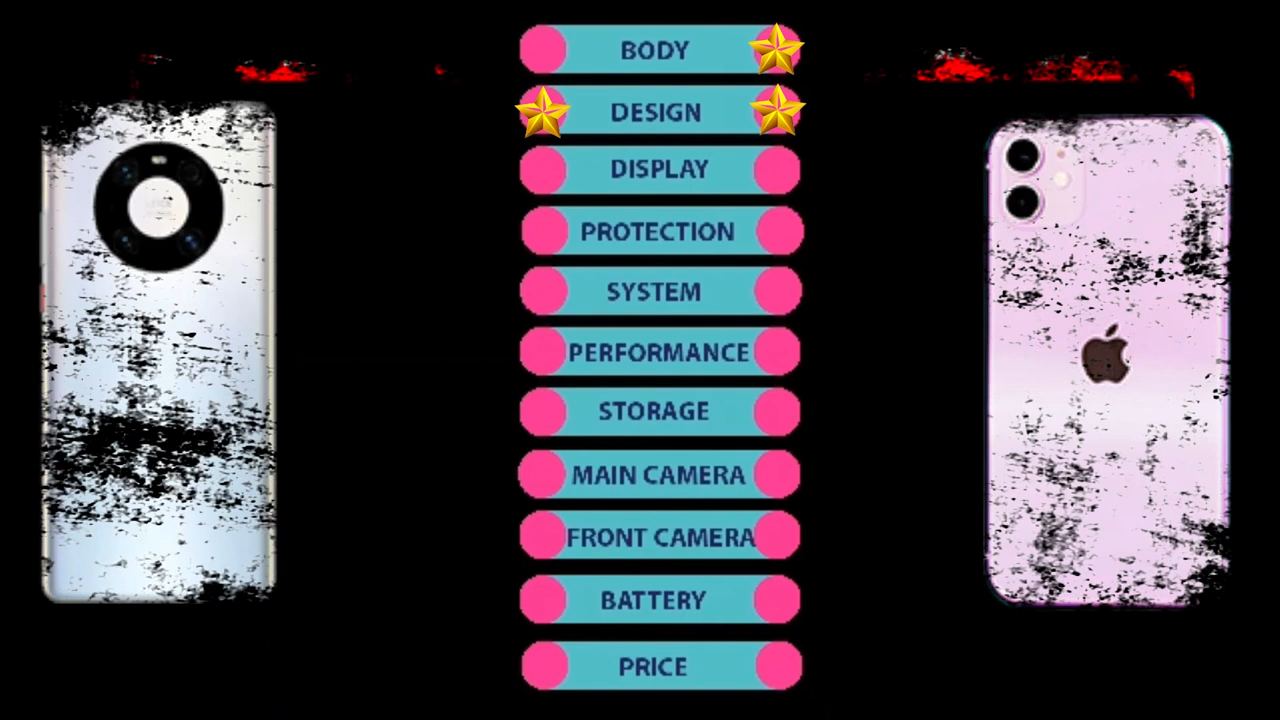 BODY
DESIGN
DISPLAY
PROTECTION
SYSTEM
PERFORMANCE
STORAGE
MAIN CAMERA
FRONT CAMERA
BATTERY
PRICE